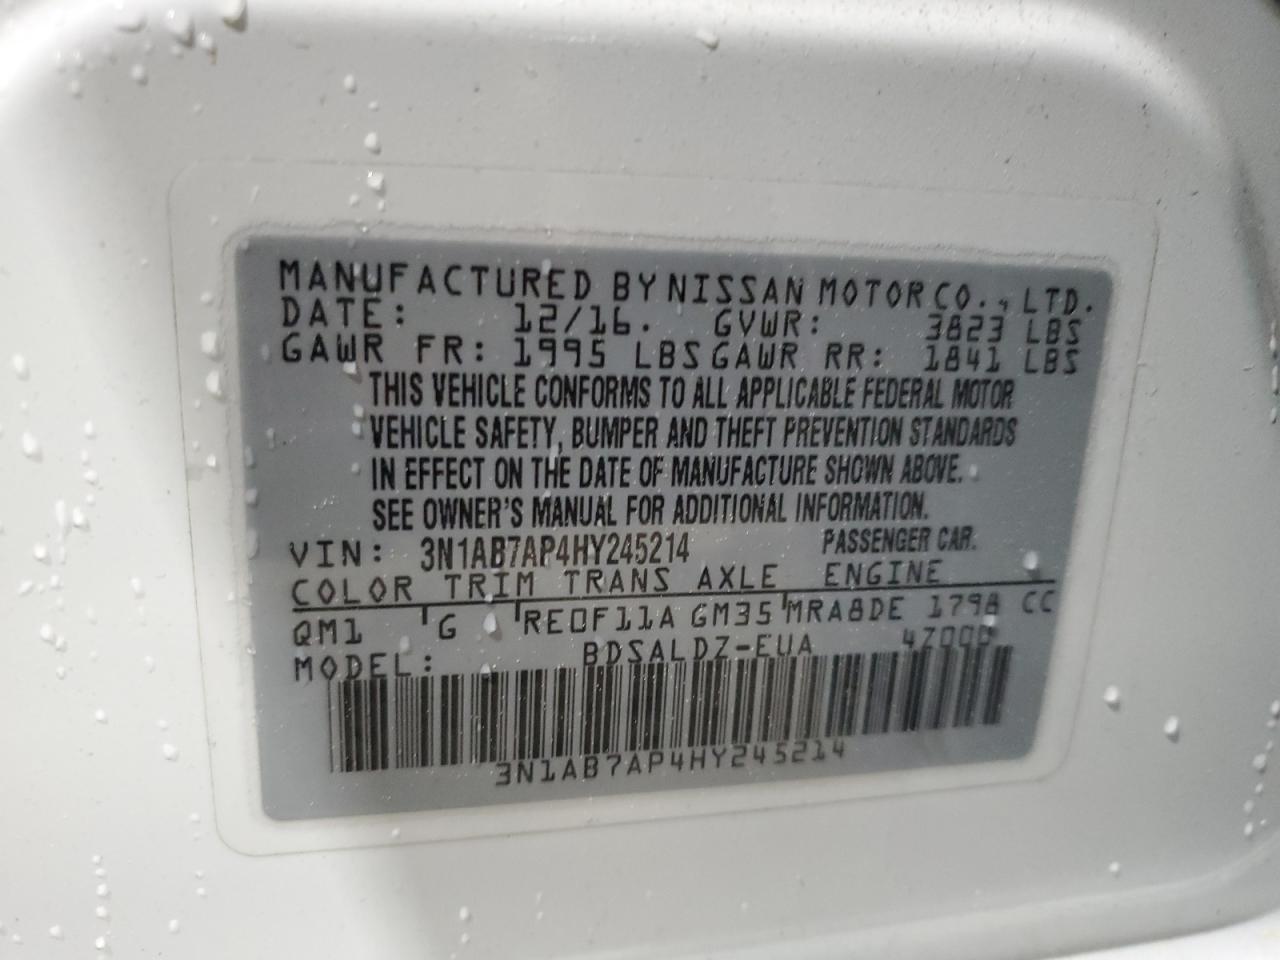 MANUFACTURED BY NISSAN MOTOR CO., LTD.
DATE: 12/16. GVWR: 3823 LBS
GAWR FR: 1995 LBS GAWR RR: 1841 LBS
THIS VEHICLE CONFORMS TO ALL APPLICABLE FEDERAL MOTOR
VEHICLE SAFETY, BUMPER AND THEFT PREVENTION STANDARDS
IN EFFECT ON THE DATE OF MANUFACTURE SHOWN ABOVE.
SEE OWNER'S MANUAL FOR ADDITIONAL INFORMATION.
VIN: 3N1AB7AP4HY245214 PASSENGER CAR.
COLOR TRIM TRANS AXLE ENGINE
QM1 G RE0F11A GM35 MRA8DE 1798 CC
MODEL: BDSALDZ-EUA 4Z000
3N1AB7AP4HY245214